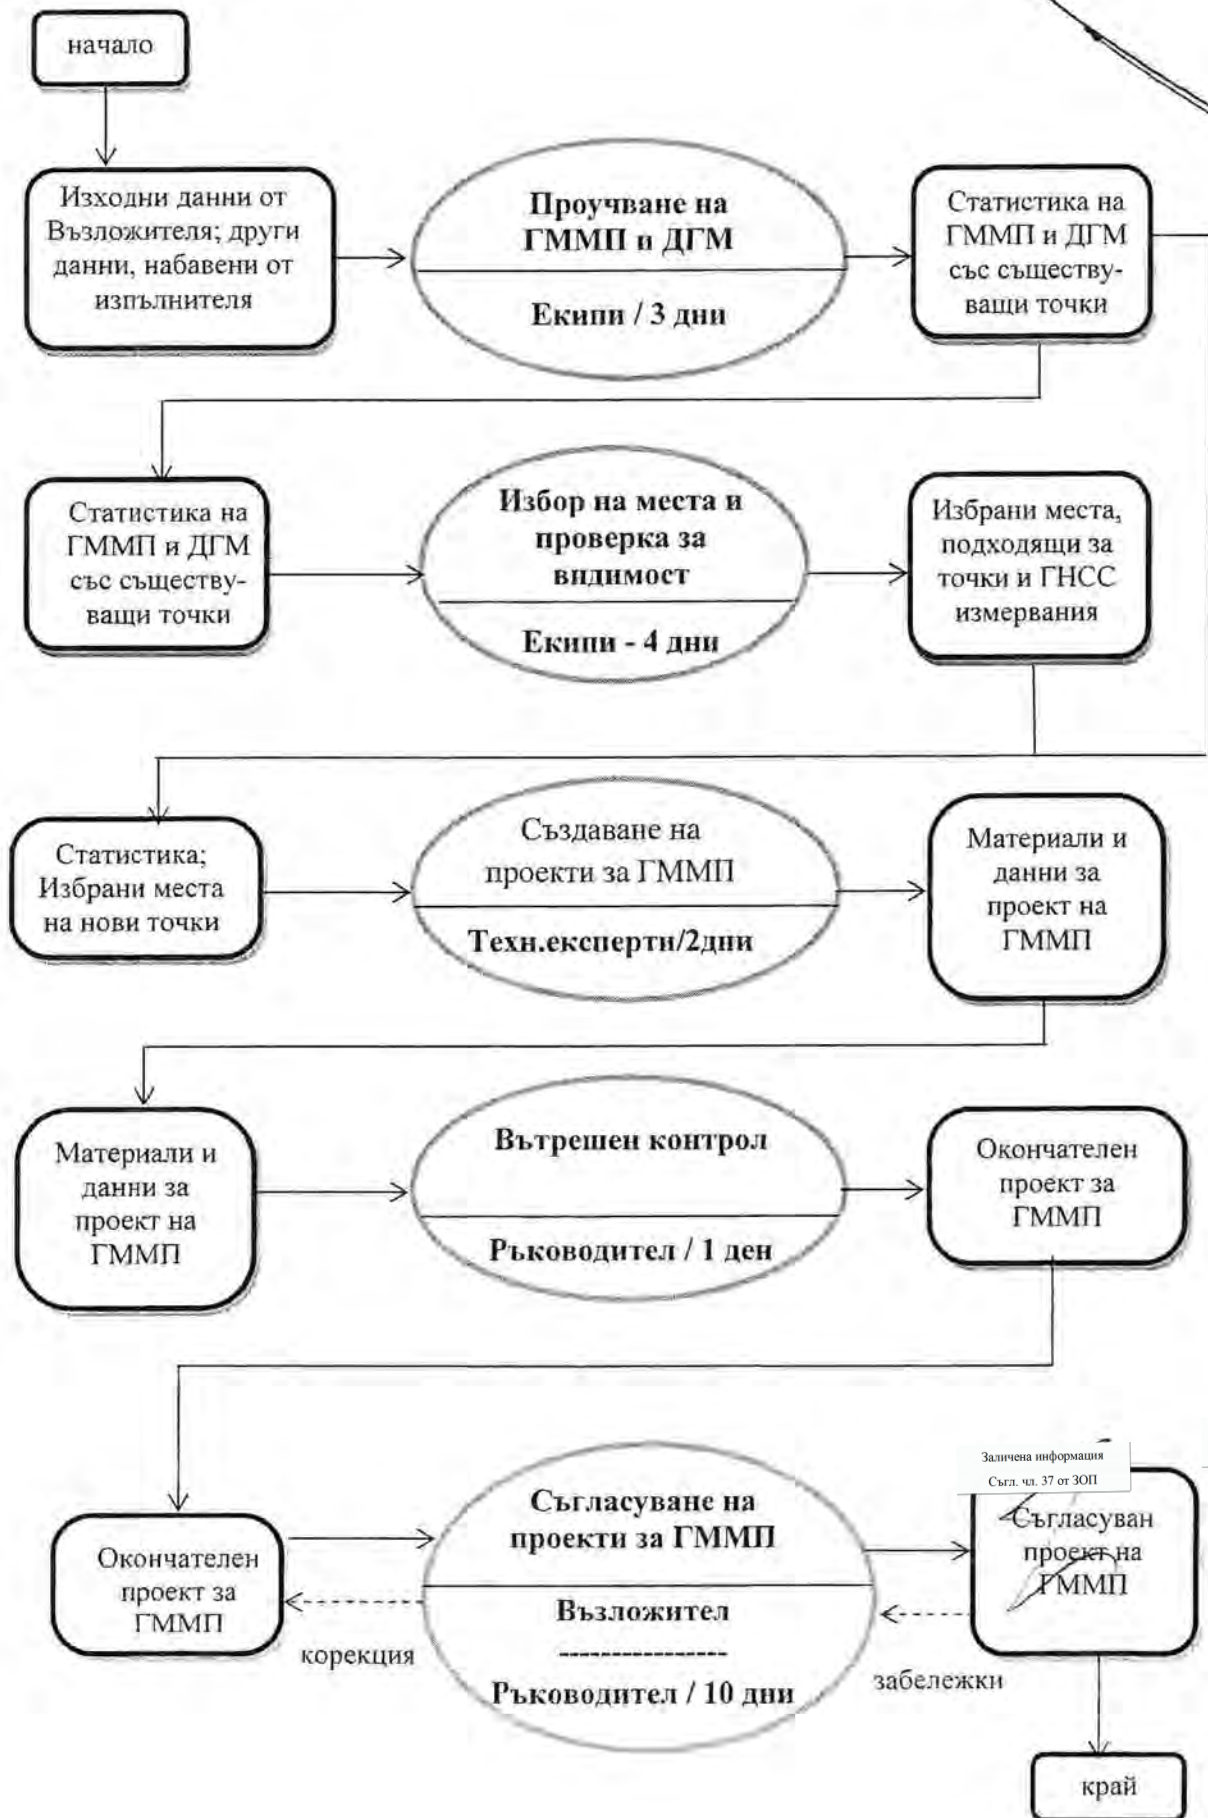 начало
Изходни данни от
Възложителя; други
данни, набавени от
изпълнителя
Проучване на
ГММП и ДГМ
Екипи / 3 дни
Статистика на
ГММП и ДГМ
със съществу-
ващи точки
Статистика на
ГММП и ДГМ
със съществу-
ващи точки
Избор на места и
проверка за
видимост
Екипи - 4 дни
Избрани места,
подходящи за
точки и ГНСС
измервания
Статистика;
Избрани места
на нови точки
Създаване на
проекти за ГММП
Техн.експерти/2дни
Материали и
данни за
проект на
ГММП
Материали и
данни за
проект на
ГММП
Вътрешен контрол
Ръководител / 1 ден
Окончателен
проект за
ГММП
Окончателен
проект за
ГММП
корекция
Съгласуване на
проекти за ГММП
Възложител
----------------
Ръководител / 10 дни
забележки
Заличена информация
Съгл. чл. 37 от ЗОП
Съгласуван
проект на
ГММП
край